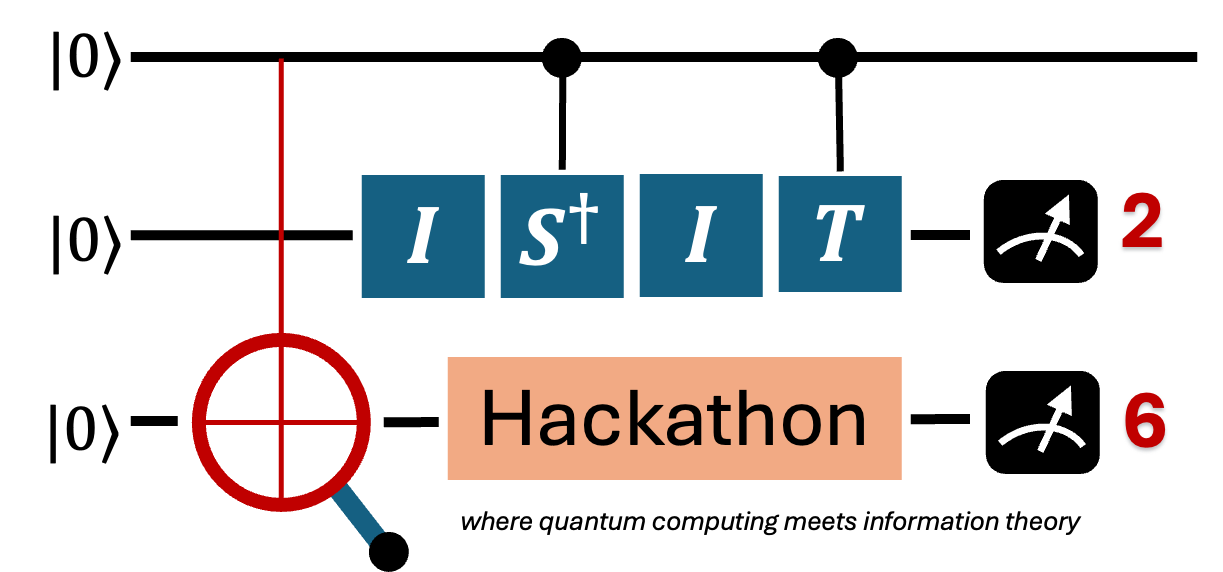 |0⟩
|0⟩ I S† I T 2
|0⟩ Hackathon 6
where quantum computing meets information theory